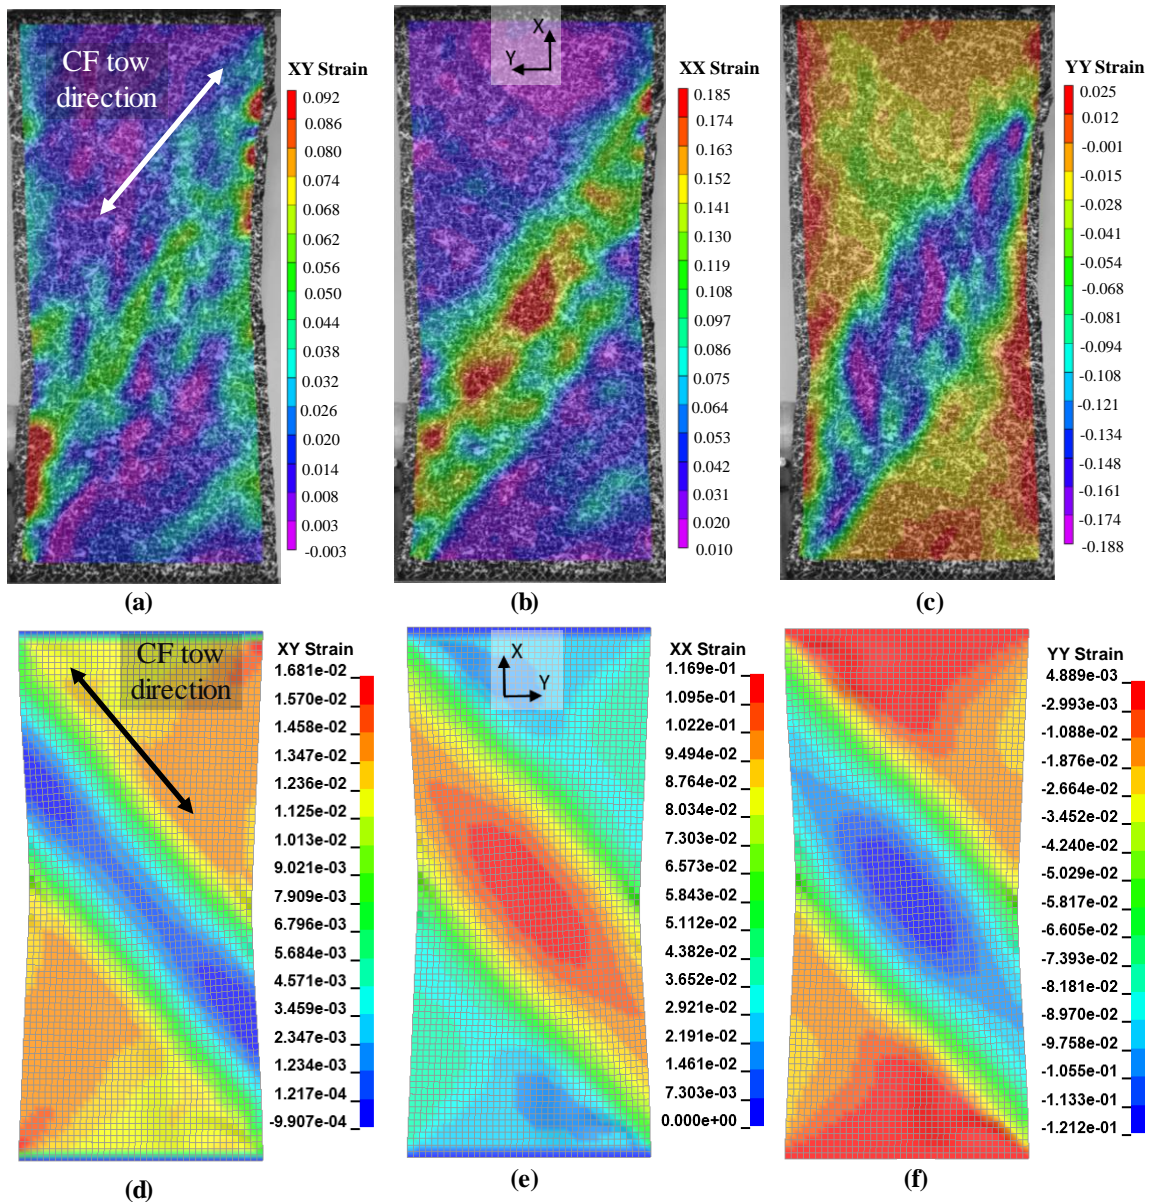 CF tow
direction
XY Strain
0.092
0.086
0.080
0.074
0.068
0.062
0.056
0.050
0.044
0.038
0.032
0.026
0.020
0.014
0.008
0.003
-0.003
(a)
X
Y
XX Strain
0.185
0.174
0.163
0.152
0.141
0.130
0.119
0.108
0.097
0.086
0.075
0.064
0.053
0.042
0.031
0.020
0.010
(b)
YY Strain
0.025
0.012
-0.001
-0.015
-0.028
-0.041
-0.054
-0.068
-0.081
-0.094
-0.108
-0.121
-0.134
-0.148
-0.161
-0.174
-0.188
(c)
CF tow
direction
XY Strain
1.681e-02
1.570e-02
1.458e-02
1.347e-02
1.236e-02
1.125e-02
1.013e-02
9.021e-03
7.909e-03
6.796e-03
5.684e-03
4.571e-03
3.459e-03
2.347e-03
1.234e-03
1.217e-04
-9.907e-04
(d)
X
Y
XX Strain
1.169e-01
1.095e-01
1.022e-01
9.494e-02
8.764e-02
8.034e-02
7.303e-02
6.573e-02
5.843e-02
5.112e-02
4.382e-02
3.652e-02
2.921e-02
2.191e-02
1.461e-02
7.303e-03
0.000e+00
(e)
YY Strain
4.889e-03
-2.993e-03
-1.088e-02
-1.876e-02
-2.664e-02
-3.452e-02
-4.240e-02
-5.029e-02
-5.817e-02
-6.605e-02
-7.393e-02
-8.181e-02
-8.970e-02
-9.758e-02
-1.055e-01
-1.133e-01
-1.212e-01
(f)